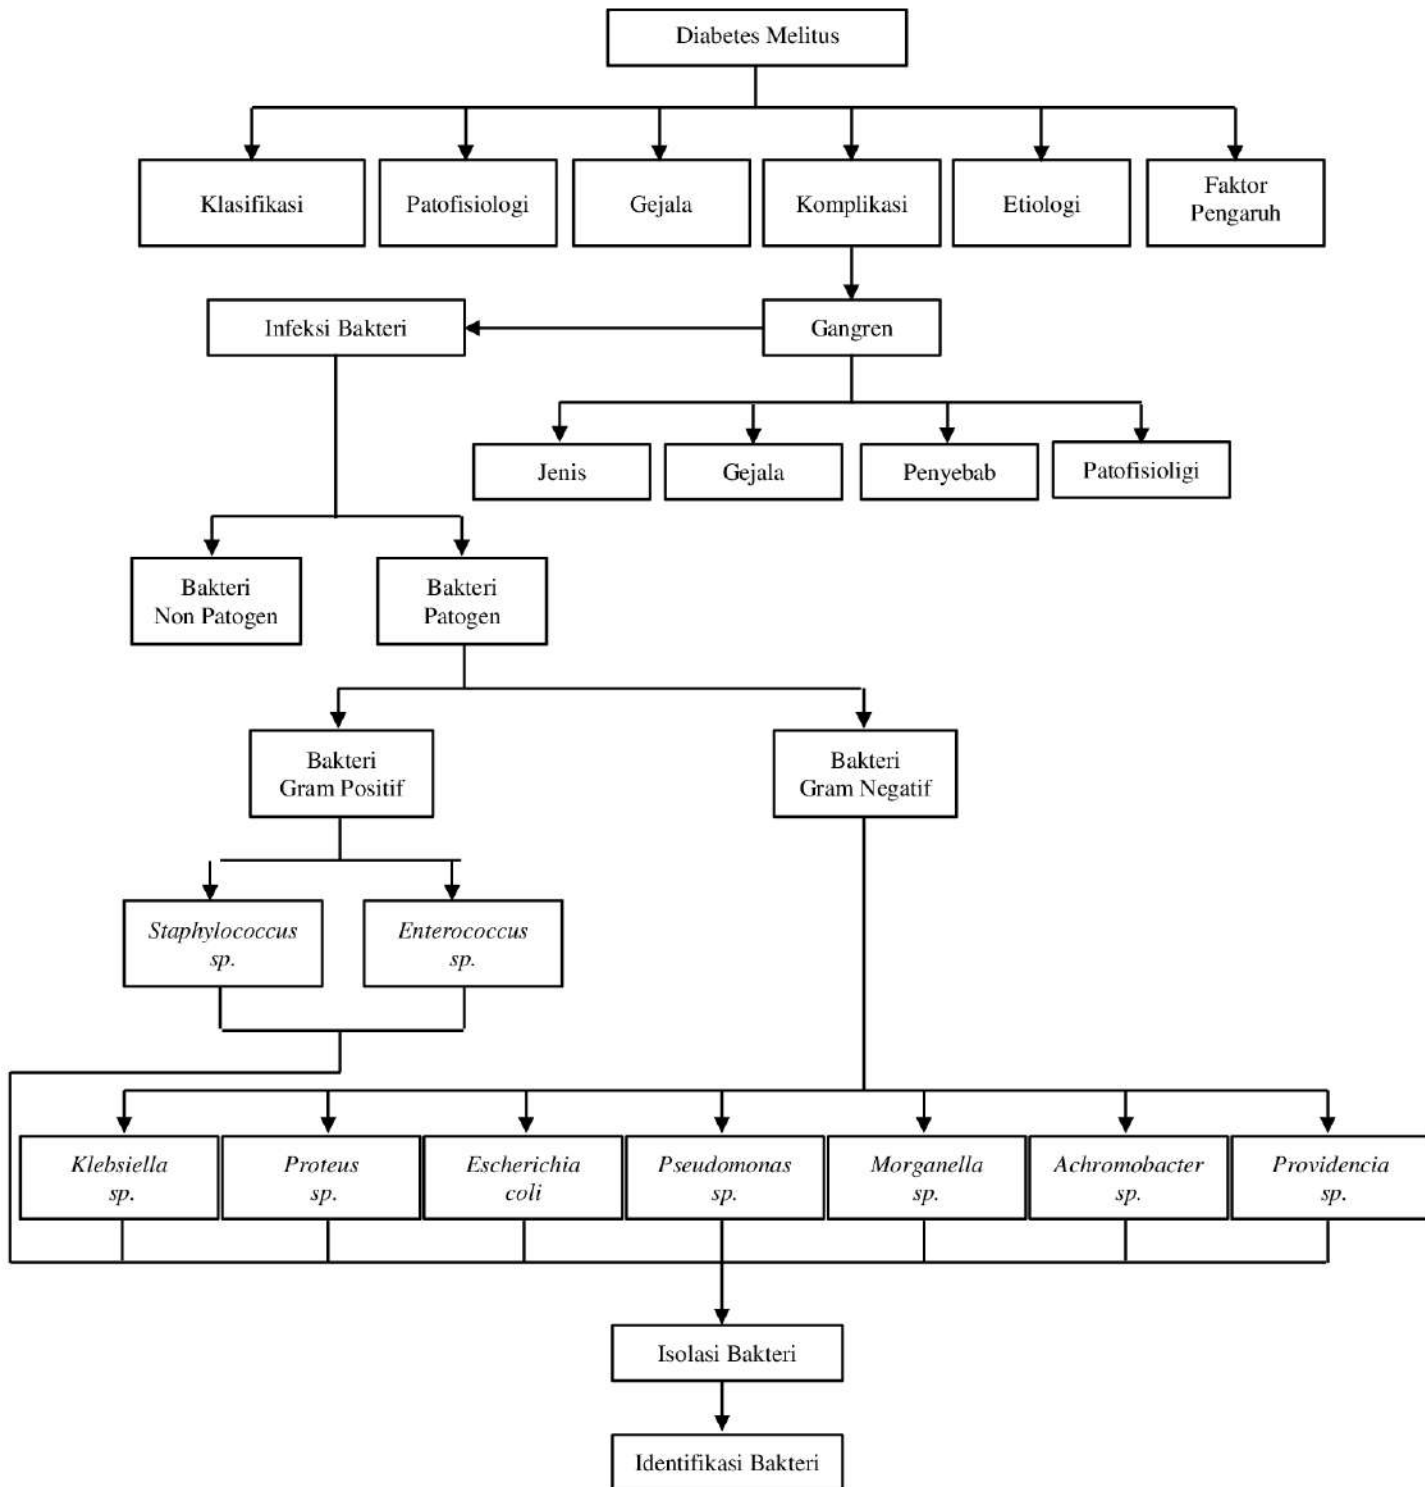 Diabetes Melitus
Klasifikasi
Patofisiologi
Gejala
Komplikasi
Etiologi
Faktor
Pengaruh
Infeksi Bakteri
Gangren
Jenis
Gejala
Penyebab
Patofisioligi
Bakteri
Non Patogen
Bakteri
Patogen
Bakteri
Gram Positif
Bakteri
Gram Negatif
Staphylococcus
sp.
Enterococcus
sp.
Klebsiella
sp.
Proteus
sp.
Escherichia
coli
Pseudomonas
sp.
Morganella
sp.
Achromobacter
sp.
Providencia
sp.
Isolasi Bakteri
Identifikasi Bakteri